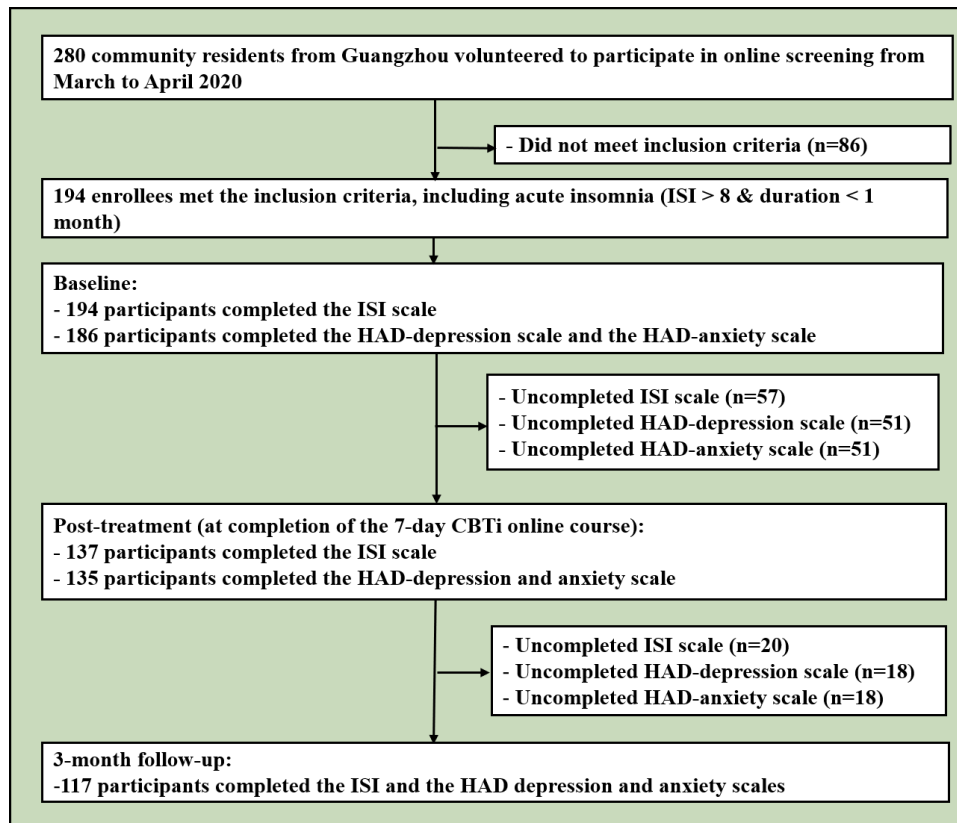 280 community residents from Guangzhou volunteered to participate in online screening from
March to April 2020
- Did not meet inclusion criteria (n=86)
194 enrollees met the inclusion criteria, including acute insomnia (ISI > 8 & duration < 1
month)
Baseline:
- 194 participants completed the ISI scale
- 186 participants completed the HAD-depression scale and the HAD-anxiety scale
- Uncompleted ISI scale (n=57)
- Uncompleted HAD-depression scale (n=51)
- Uncompleted HAD-anxiety scale (n=51)
Post-treatment (at completion of the 7-day CBTi online course):
- 137 participants completed the ISI scale
- 135 participants completed the HAD-depression and anxiety scale
- Uncompleted ISI scale (n=20)
- Uncompleted HAD-depression scale (n=18)
- Uncompleted HAD-anxiety scale (n=18)
3-month follow-up:
-117 participants completed the ISI and the HAD depression and anxiety scales